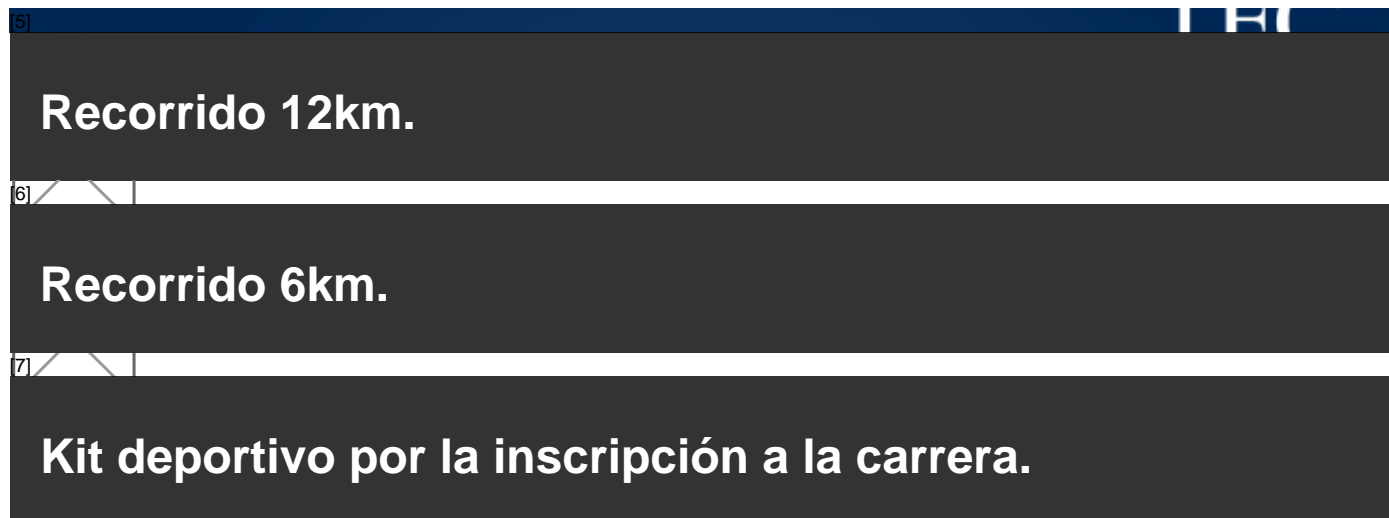 [5]
Recorrido 12km.
[6]
Recorrido 6km.
[7]
Kit deportivo por la inscripción a la carrera.